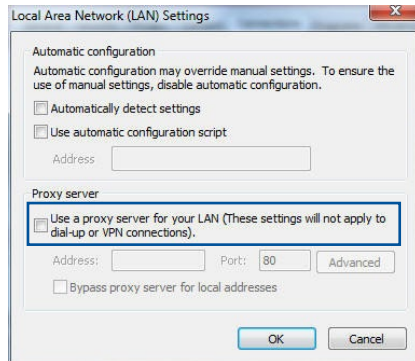 Local Area Network (LAN) Settings
Automatic configuration
Automatic configuration may override manual settings. To ensure the
use of manual settings, disable automatic configuration.
Automatically detect settings
Use automatic configuration script
Address
Proxy server
Use a proxy server for your LAN (These settings will not apply to
dial-up or VPN connections).
Address: Port: 80 Advanced
Bypass proxy server for local addresses
OK Cancel